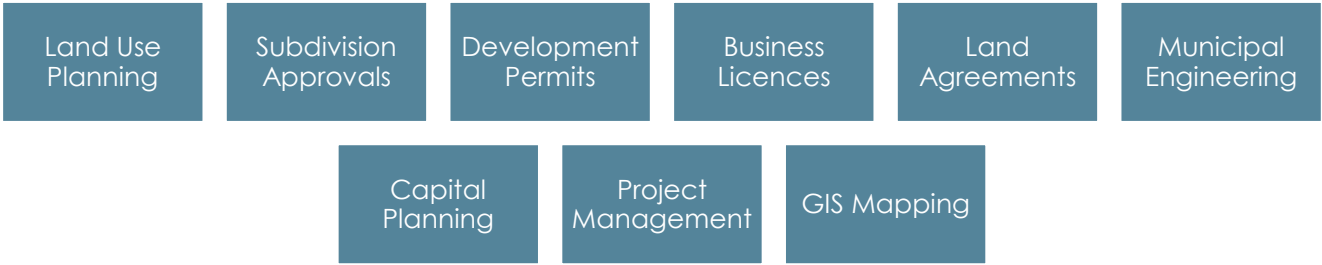 Land Use
Planning
Subdivision
Approvals
Development
Permits
Business
Licences
Land
Agreements
Municipal
Engineering
Capital
Planning
Project
Management
GIS Mapping